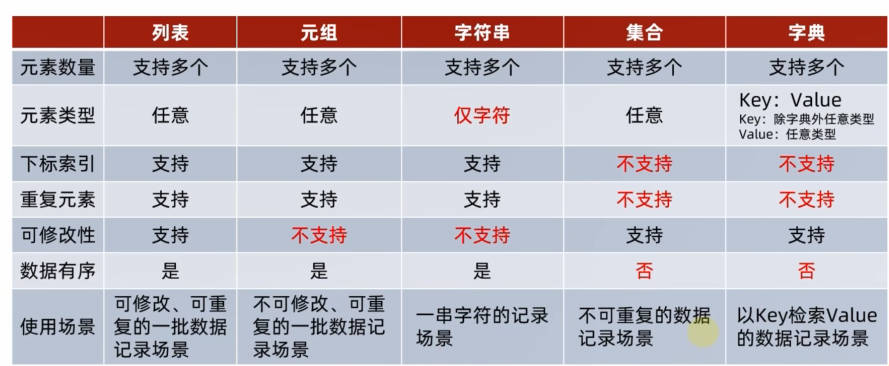 列表 元组 字符串 集合 字典
元素数量 支持多个 支持多个 支持多个 支持多个 支持多个
元素类型 任意 任意 仅字符 任意 Key：Value
Key：除字典外任意类型
Value：任意类型
下标索引 支持 支持 支持 不支持 不支持
重复元素 支持 支持 支持 不支持 不支持
可修改性 支持 不支持 不支持 支持 支持
数据有序 是 是 是 否 否
使用场景
可修改、可重
复的一批数据
记录场景
不可修改、可重
复的一批数据记
录场景
一串字符的记录
场景
不可重复的数据
记录场景
以Key检索Value
的数据记录场景